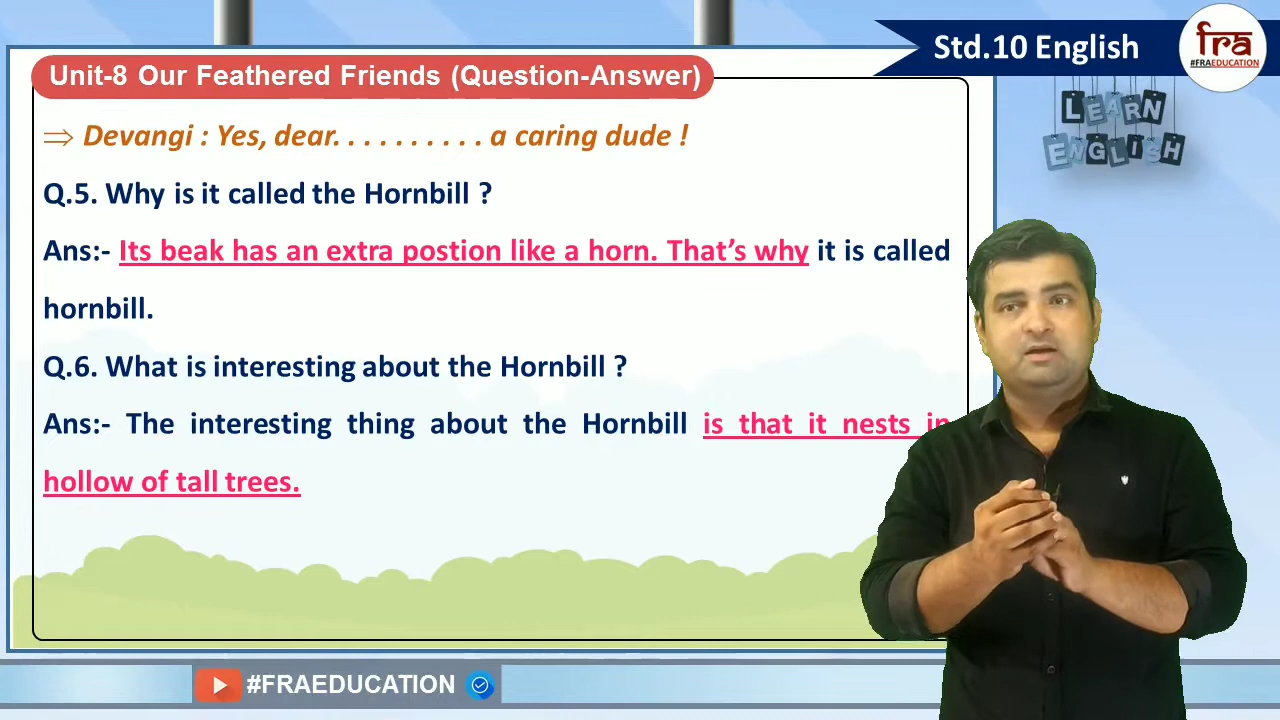 Std.10 English
fra
#FRAEDUCATION
Unit-8 Our Feathered Friends (Question-Answer)
LEARN
ENGLISH
⇒ Devangi : Yes, dear. . . . . . . . . . a caring dude !
Q.5. Why is it called the Hornbill ?
Ans:- Its beak has an extra postion like a horn. That’s why it is called
hornbill.
Q.6. What is interesting about the Hornbill ?
Ans:- The interesting thing about the Hornbill is that it nests in
hollow of tall trees.
#FRAEDUCATION